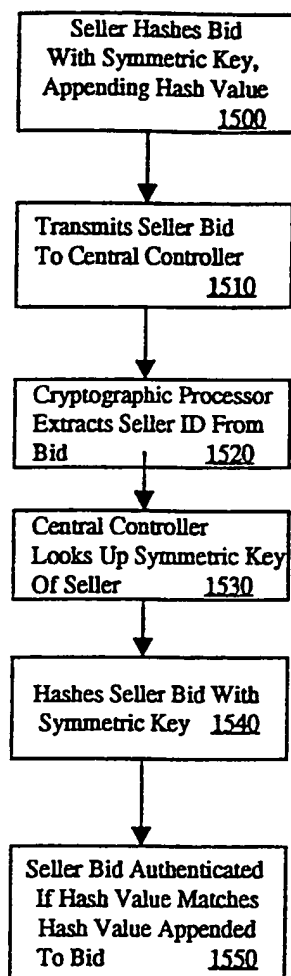 Seller Hashes Bid
With Symmetric Key,
Appending Hash Value
1500
Transmits Seller Bid
To Central Controller
1510
Cryptographic Processor
Extracts Seller ID From
Bid 1520
Central Controller
Looks Up Symmetric Key
Of Seller 1530
Hashes Seller Bid With
Symmetric Key 1540
Seller Bid Authenticated
If Hash Value Matches
Hash Value Appended
To Bid 1550